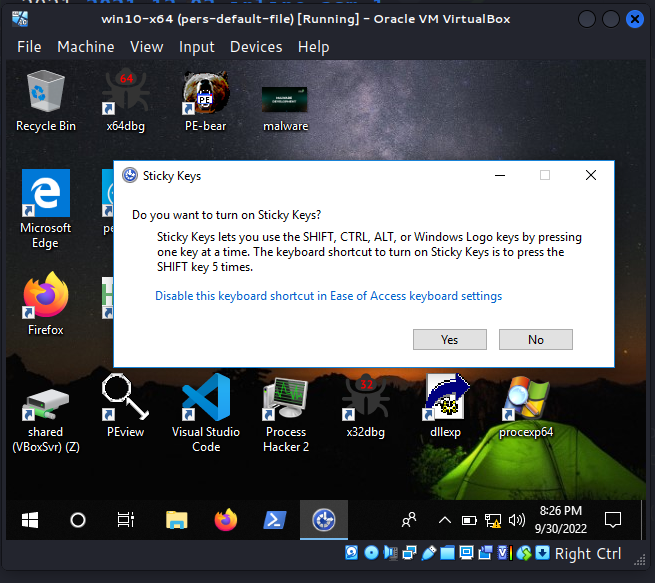 win10-x64 (pers-default-file) [Running] - Oracle VM VirtualBox
File Machine View Input Devices Help
64
PE
Recycle Bin x64dbg PE-bear malware
Sticky Keys
Do you want to turn on Sticky Keys?
Sticky Keys lets you use the SHIFT, CTRL, ALT, or Windows Logo keys by pressing
one key at a time. The keyboard shortcut to turn on Sticky Keys is to press the
SHIFT key 5 times.
Disable this keyboard shortcut in Ease of Access keyboard settings
Yes No
Microsoft
Edge
pe
Firefox
H
32
shared
(VBoxSvr) (Z)
PEview
Visual Studio
Code
Process
Hacker 2
x32dbg
dllexp
procexp64
8:26 PM
9/30/2022
Right Ctrl